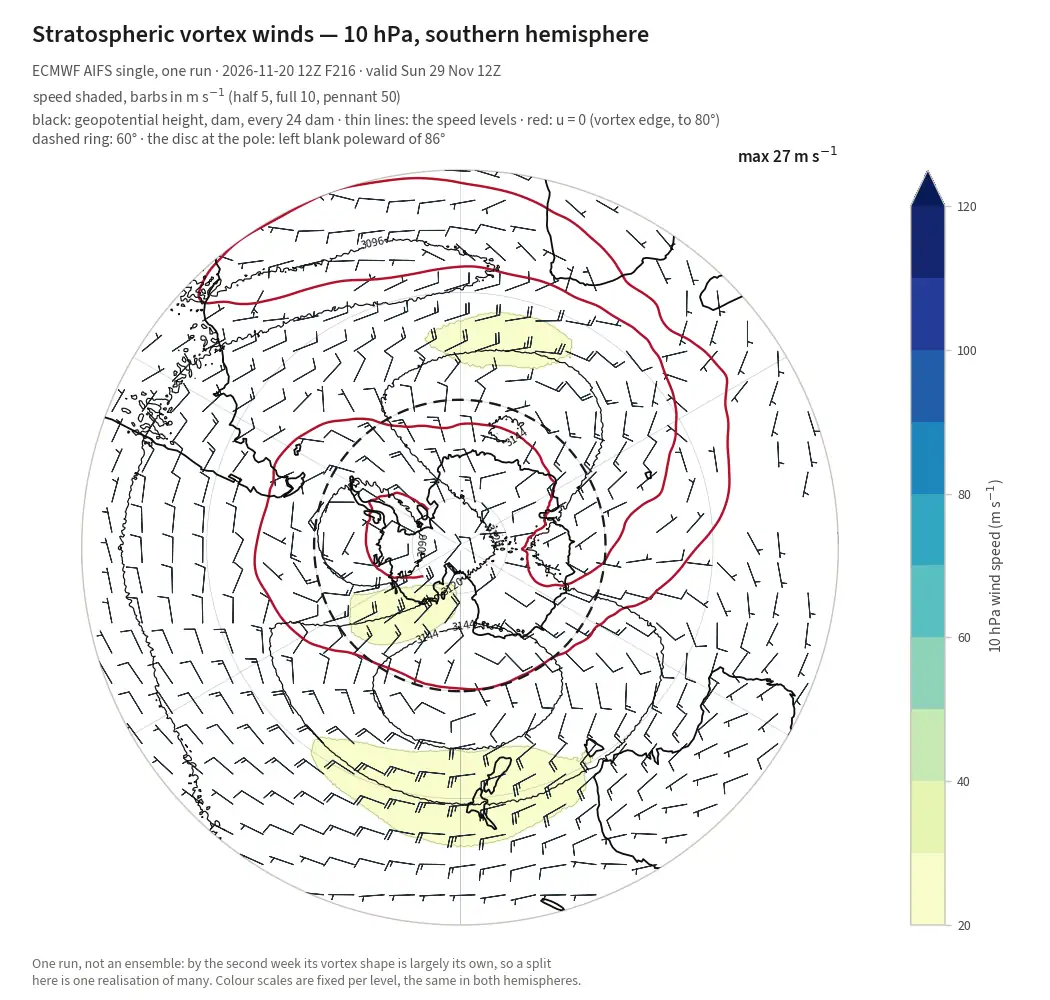 Stratospheric vortex winds — 10 hPa, southern hemisphere
ECMWF AIFS single, one run · 2026-11-20 12Z F216 · valid Sun 29 Nov 12Z
speed shaded, barbs in m s⁻¹ (half 5, full 10, pennant 50)
black: geopotential height, dam, every 24 dam · thin lines: the speed levels · red: u = 0 (vortex edge, to 80°)
dashed ring: 60° · the disc at the pole: left blank poleward of 86°
max 27 m s⁻¹
120
100
80
60
40
20
10 hPa wind speed (m s⁻¹)
3096
3144
3096
3120
3144
3144
One run, not an ensemble: by the second week its vortex shape is largely its own, so a split
here is one realisation of many. Colour scales are fixed per level, the same in both hemispheres.